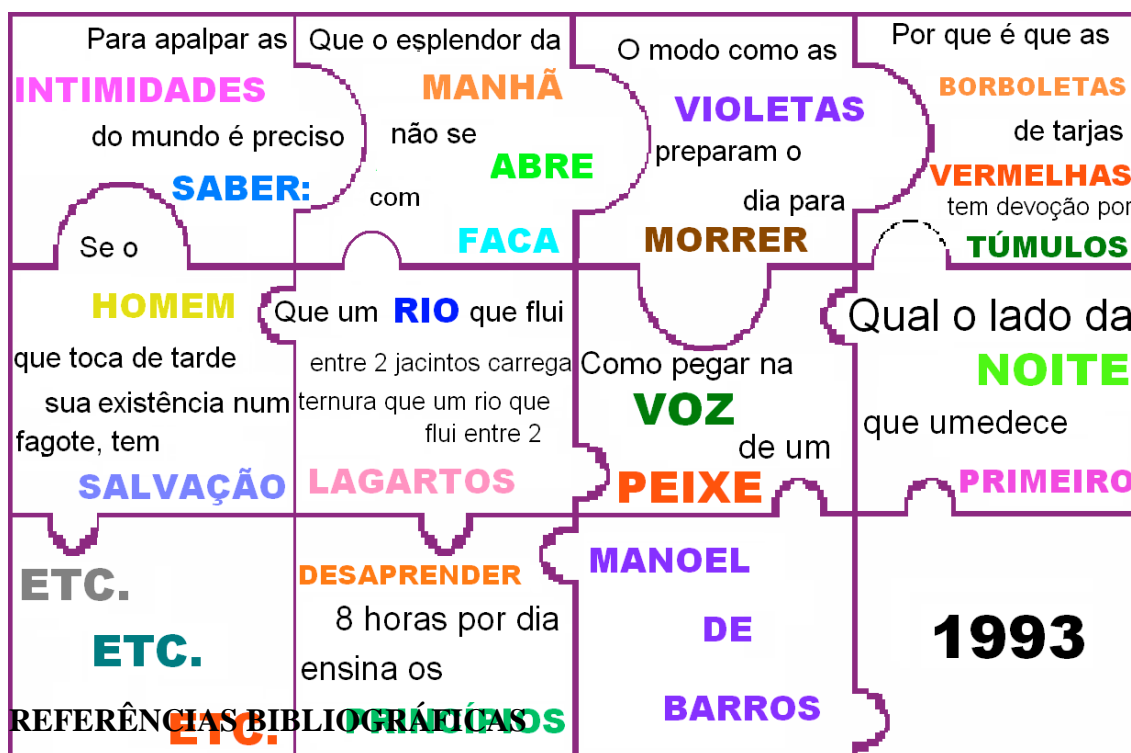 Para apalpar as
INTIMIDADES
do mundo é preciso
SABER:
Que o esplendor da
MANHÃ
não se
ABRE
com
FACA
O modo como as
VIOLETAS
preparam o
dia para
MORRER
Por que é que as
BORBOLETAS
de tarjas
VERMELHAS
tem devoção por
TÚMULOS
Se o
HOMEM
que toca de tarde
sua existência num
fagote, tem
SALVAÇÃO
Que um RIO que flui
entre 2 jacintos carrega
ternura que um rio que
flui entre 2
LAGARTOS
Como pegar na
VOZ
de um
PEIXE
Qual o lado da
NOITE
que umedece
PRIMEIRO
ETC.
ETC.
ETC.
DESAPRENDER
8 horas por dia
ensina os
PRINCÍPIOS
MANOEL
DE
BARROS
1993
REFERÊNCIAS BIBLIOGRÁFICAS